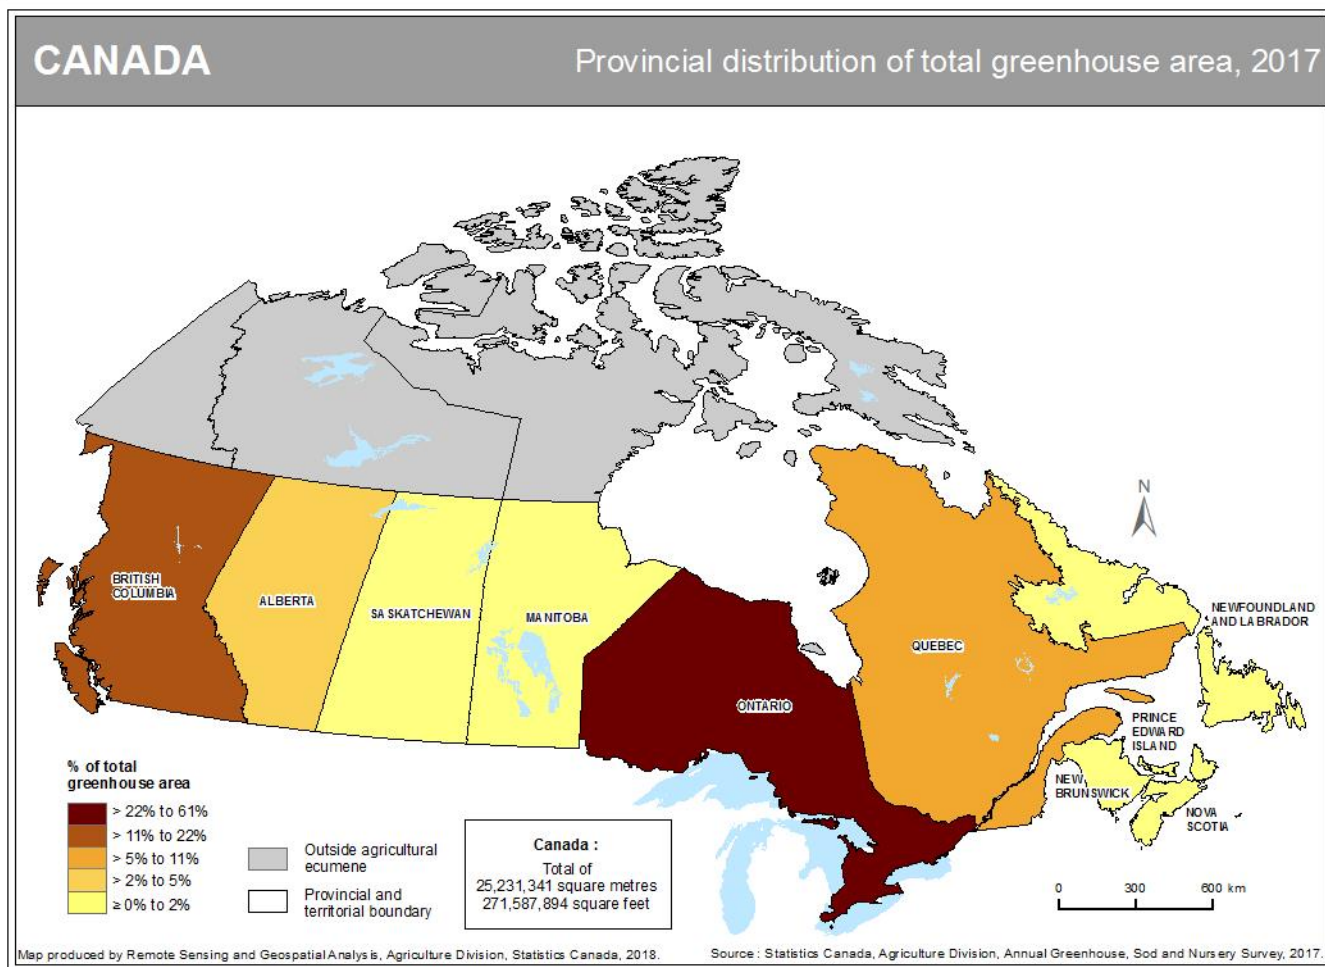 CANADA
Provincial distribution of total greenhouse area, 2017
N
BRITISH
COLUMBIA
ALBERTA
SASKATCHEWAN
MANITOBA
ONTARIO
QUEBEC
NEWFOUNDLAND
AND LABRADOR
PRINCE
EDWARD
ISLAND
NEW
BRUNSWICK
NOVA
SCOTIA
% of total
greenhouse area
> 22% to 61%
> 11% to 22%
> 5% to 11%
> 2% to 5%
≥ 0% to 2%
Outside agricultural
ecumene
Provincial and
territorial boundary
Canada :
Total of
25,231,341 square metres
271,587,894 square feet
0 300 600 km
Map produced by Remote Sensing and Geospatial Analysis, Agriculture Division, Statistics Canada, 2018.
Source : Statistics Canada, Agriculture Division, Annual Greenhouse, Sod and Nursery Survey, 2017.